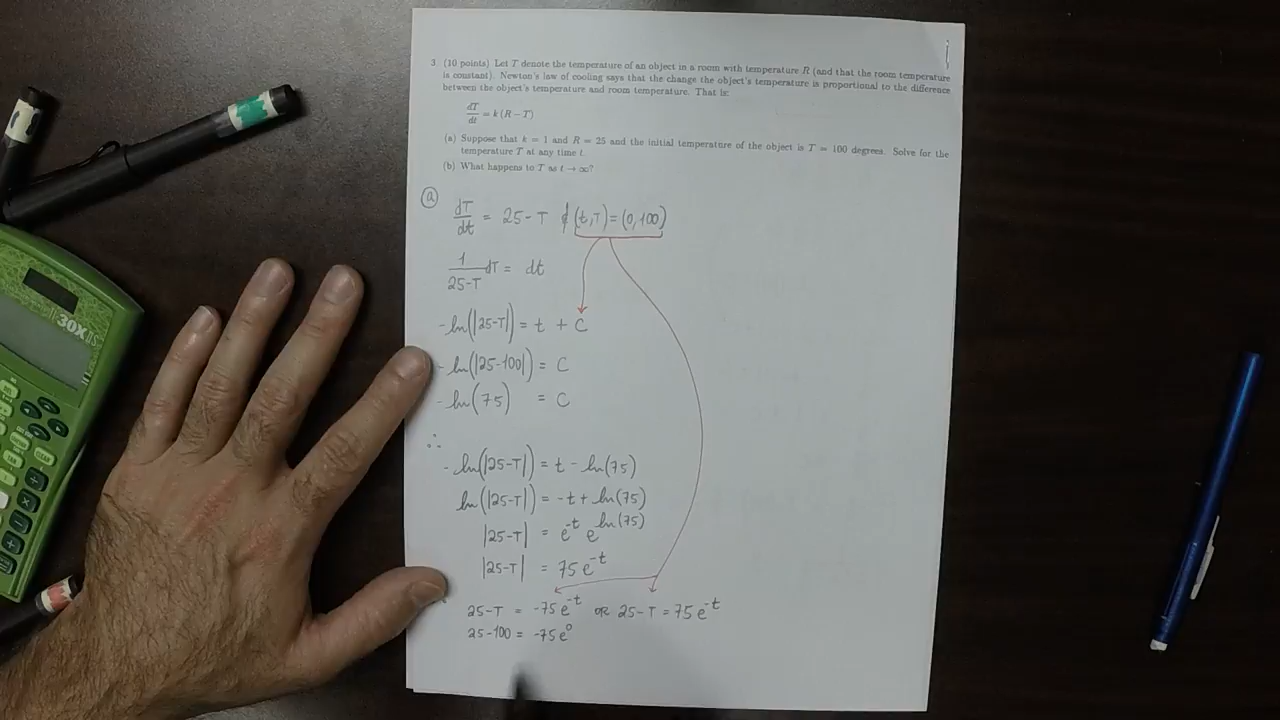 3 (10 points) Let T denote the temperature of an object in a room with temperature R (and that the room temperature
is constant). Newton's law of cooling says that the change the object's temperature is proportional to the difference
between the object's temperature and room temperature. That is:
dT/dt = k(R − T)
(a) Suppose that k = 1 and R = 25 and the initial temperature of the object is T = 100 degrees. Solve for the
temperature T at any time t.
(b) What happens to T as t → ∞?
ⓐ dT/dt = 25-T & (t,T)=(0,100)
1/(25-T) dT = dt
-ln(|25-T|) = t + C
-ln(|25-100|) = C
-ln(75) = C
∴
-ln(|25-T|) = t - ln(75)
ln(|25-T|) = -t + ln(75)
|25-T| = e^-t e^ln(75)
|25-T| = 75e^-t
25-T = -75e^-t OR 25-T = 75e^-t
25-100 = -75e^0
30X IIS